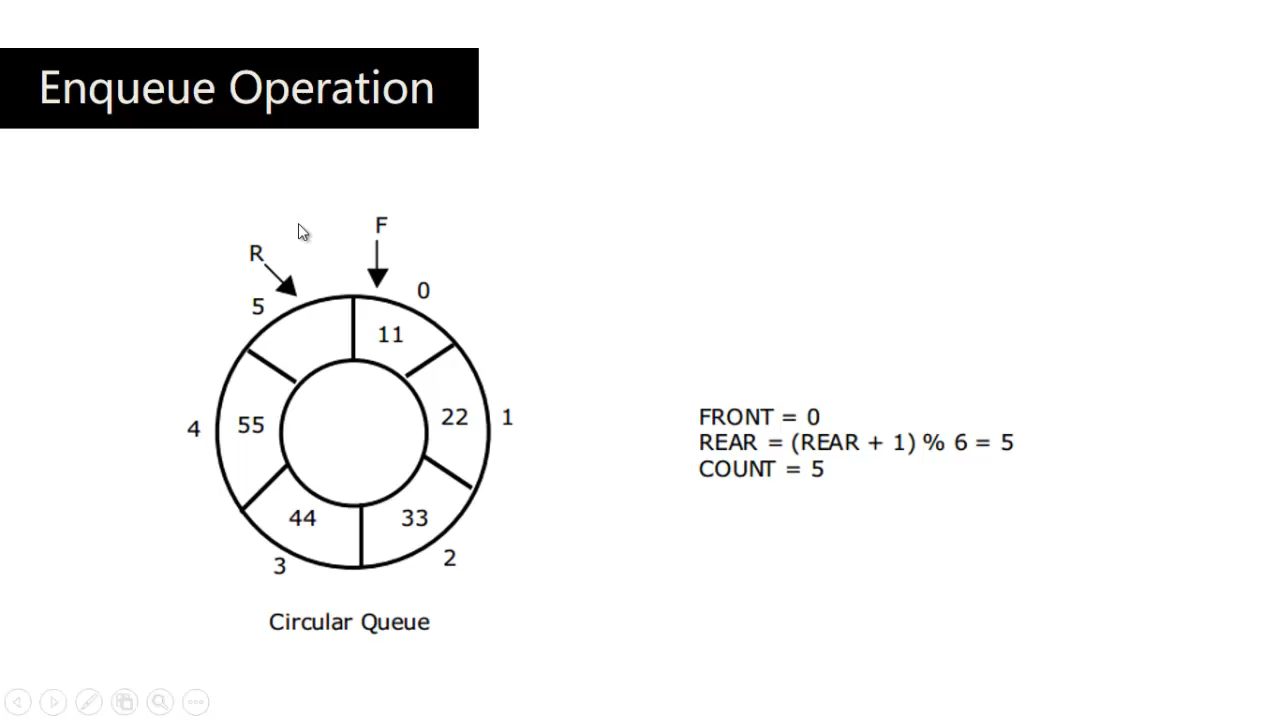 Enqueue Operation
F
R
0
5
11
22
1
55
4
44
33
3
2
FRONT = 0
REAR = (REAR + 1) % 6 = 5
COUNT = 5
Circular Queue